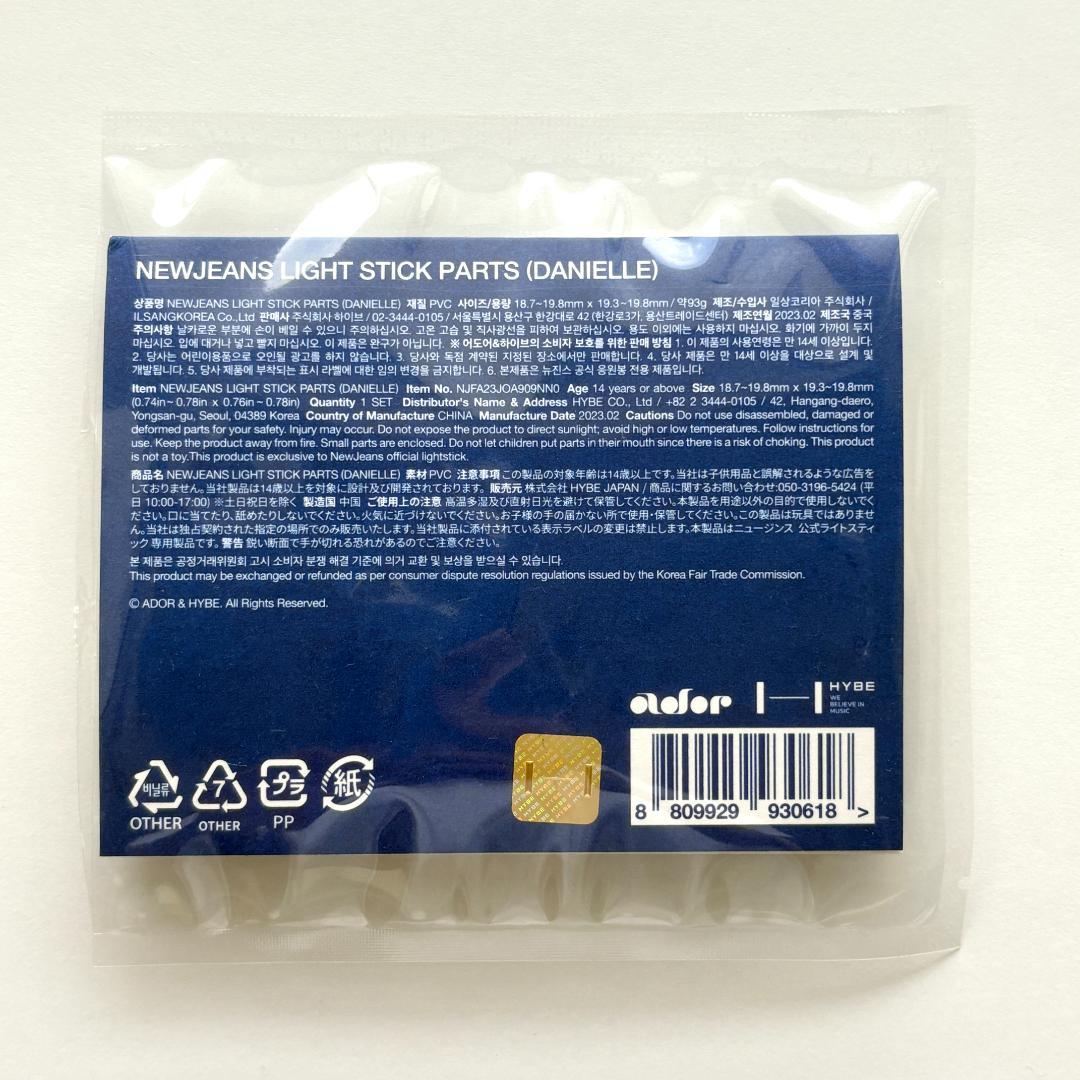 NEWJEANS LIGHT STICK PARTS (DANIELLE)
상품명 NEWJEANS LIGHT STICK PARTS (DANIELLE) 재질 PVC 사이즈/용량 18.7~19.8mm x 19.3~19.8mm / 약93g 제조/수입사 일상코리아 주식회사 /
ILSANGKOREA Co.,Ltd 판매사 주식회사 하이브 / 02-3444-0105 / 서울특별시 용산구 한강대로 42 (한강로3가, 용산트레이드센터) 제조연월 2023.02 제조국 중국
주의사항 날카로운 부분에 손이 베일 수 있으니 주의하십시오. 고온 고습 및 직사광선을 피하여 보관하십시오. 용도 이외에는 사용하지 마십시오. 화기에 가까이 두지
마십시오. 입에 대거나 넣고 빨지 마십시오. 이 제품은 완구가 아닙니다. ※ 어도어&하이브의 소비자 보호를 위한 판매 방침 1. 이 제품의 사용연령은 만 14세 이상입니다.
2. 당사는 어린이용품으로 오인될 광고를 하지 않습니다. 3. 당사와 독점 계약된 지정된 장소에서만 판매합니다. 4. 당사 제품은 만 14세 이상을 대상으로 설계 및
개발됩니다. 5. 당사 제품에 부착되는 표시 라벨에 대한 임의 변경을 금지합니다. 6. 본제품은 뉴진스 공식 응원봉 전용 제품입니다.
Item NEWJEANS LIGHT STICK PARTS (DANIELLE) Item No. NJFA23JOA909NN0 Age 14 years or above Size 18.7~19.8mm x 19.3~19.8mm
(0.74in~ 0.78in x 0.76in~ 0.78in) Quantity 1 SET Distributor's Name & Address HYBE CO., Ltd / +82 2 3444-0105 / 42, Hangang-daero,
Yongsan-gu, Seoul, 04389 Korea Country of Manufacture CHINA Manufacture Date 2023.02 Cautions Do not use disassembled, damaged or
deformed parts for your safety. Injury may occur. Do not expose the product to direct sunlight; avoid high or low temperatures. Follow instructions for
use. Keep the product away from fire. Small parts are enclosed. Do not let children put parts in their mouth since there is a risk of choking. This product
is not a toy.This product is exclusive to NewJeans official lightstick.
商品名 NEWJEANS LIGHT STICK PARTS (DANIELLE) 素材 PVC 注意事項 この製品の対象年齢は14歳以上です。当社は子供用品と誤解されるような広告を
しておりません。当社製品は14歳以上を対象に設計及び開発されております。 販売元 株式会社 HYBE JAPAN / 商品に関するお問い合わせ:050-3196-5424 (平
日 10:00-17:00) ※土日祝日を除く 製造国 中国 ご使用上の注意 高温多湿及び直射日光を避けて保管してください。本製品を用途以外の目的で使用しないでく
ださい。口に当てたり、舐めたりしないでください。火気に近づけないでください。お子様の手の届かない所で使用・保管してください。この製品は玩具ではありませ
ん。当社は独占契約された指定の場所でのみ販売いたします。当社製品に添付されている表示ラベルの変更は禁止します。本製品はニュージンス 公式ライトスティ
ック 専用製品です。警告 鋭い断面で手が切れる恐れがあるのでご注意ください。
본 제품은 공정거래위원회 고시 소비자 분쟁 해결 기준에 의거 교환 및 보상을 받으실 수 있습니다.
This product may be exchanged or refunded as per consumer dispute resolution regulations issued by the Korea Fair Trade Commission.
© ADOR & HYBE. All Rights Reserved.
ador HYBE
WE
BELIEVE IN
MUSIC
비닐류 7 プラ 紙
OTHER OTHER PP
HYBE
8 809929 930618 >